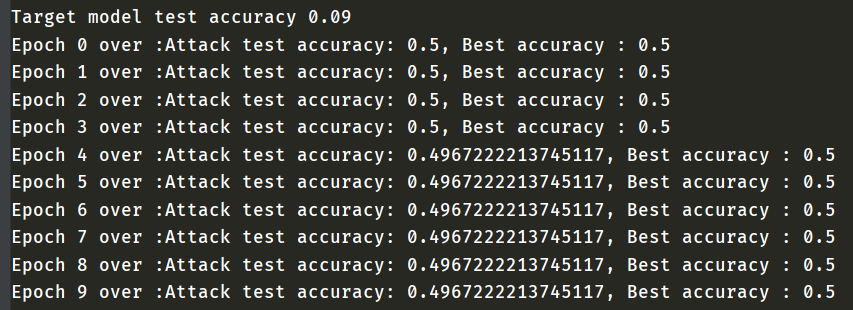 Target model test accuracy 0.09
Epoch 0 over :Attack test accuracy: 0.5, Best accuracy : 0.5
Epoch 1 over :Attack test accuracy: 0.5, Best accuracy : 0.5
Epoch 2 over :Attack test accuracy: 0.5, Best accuracy : 0.5
Epoch 3 over :Attack test accuracy: 0.5, Best accuracy : 0.5
Epoch 4 over :Attack test accuracy: 0.4967222213745117, Best accuracy : 0.5
Epoch 5 over :Attack test accuracy: 0.4967222213745117, Best accuracy : 0.5
Epoch 6 over :Attack test accuracy: 0.4967222213745117, Best accuracy : 0.5
Epoch 7 over :Attack test accuracy: 0.4967222213745117, Best accuracy : 0.5
Epoch 8 over :Attack test accuracy: 0.4967222213745117, Best accuracy : 0.5
Epoch 9 over :Attack test accuracy: 0.4967222213745117, Best accuracy : 0.5